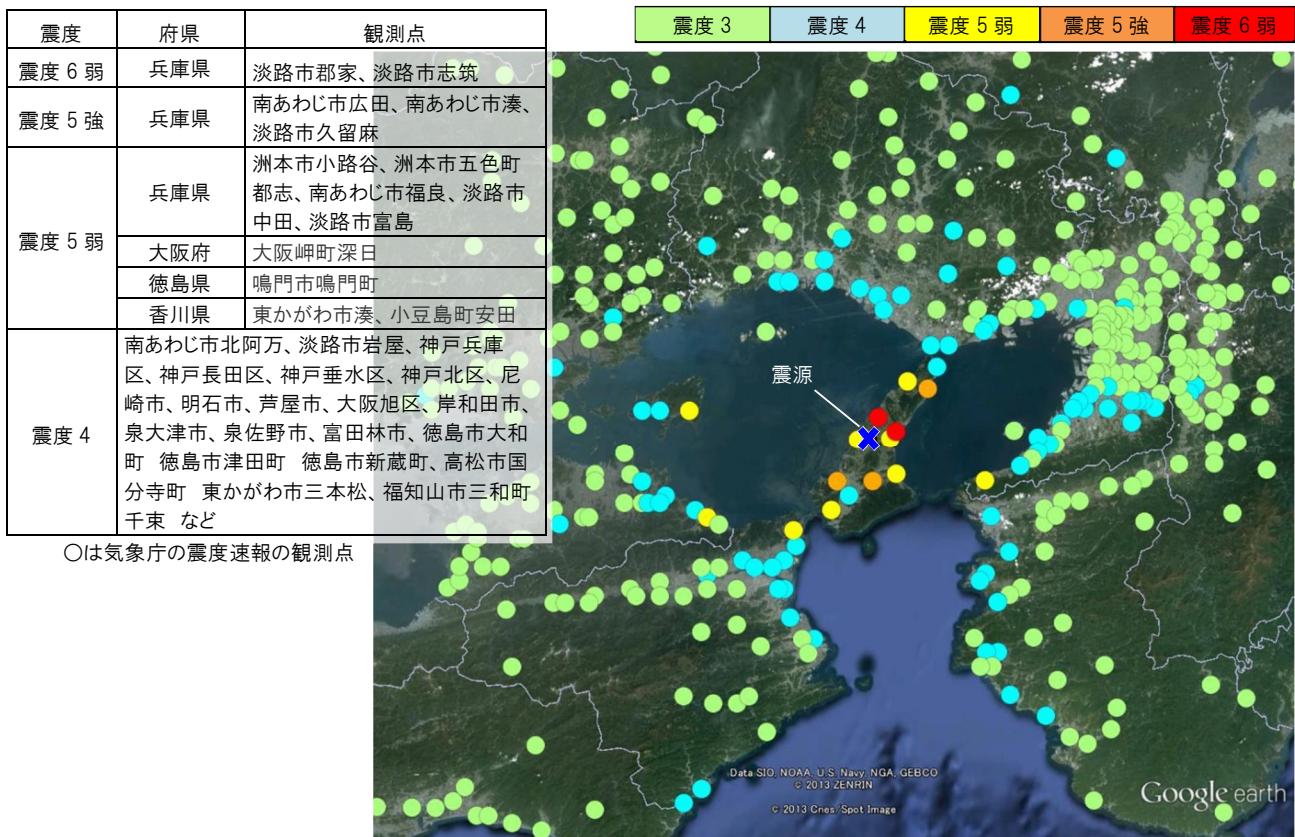 震度 府県 観測点
震度 6 弱 兵庫県 淡路市郡家、淡路市志筑
震度 5 強 兵庫県 南あわじ市広田、南あわじ市湊、
淡路市久留麻
震度 5 弱 兵庫県 洲本市小路谷、洲本市五色町
都志、南あわじ市福良、淡路市
中田、淡路市富島
大阪府 大阪岬町深日
徳島県 鳴門市鳴門町
香川県 東かがわ市湊、小豆島町安田
震度 4 南あわじ市北阿万、淡路市岩屋、神戸兵庫
区、神戸長田区、神戸垂水区、神戸北区、尼
崎市、明石市、芦屋市、大阪旭区、岸和田市、
泉大津市、泉佐野市、富田林市、徳島市大和
町 徳島市津田町 徳島市新蔵町、高松市国
分寺町 東かがわ市三本松、福知山市三和町
千束 など
○は気象庁の震度速報の観測点
震度 3 震度 4 震度 5 弱 震度 5 強 震度 6 弱
震源
Data SIO, NOAA, U.S. Navy, NGA, GEBCO
© 2013 ZENRIN
© 2013 Cnes/Spot Image
Google earth